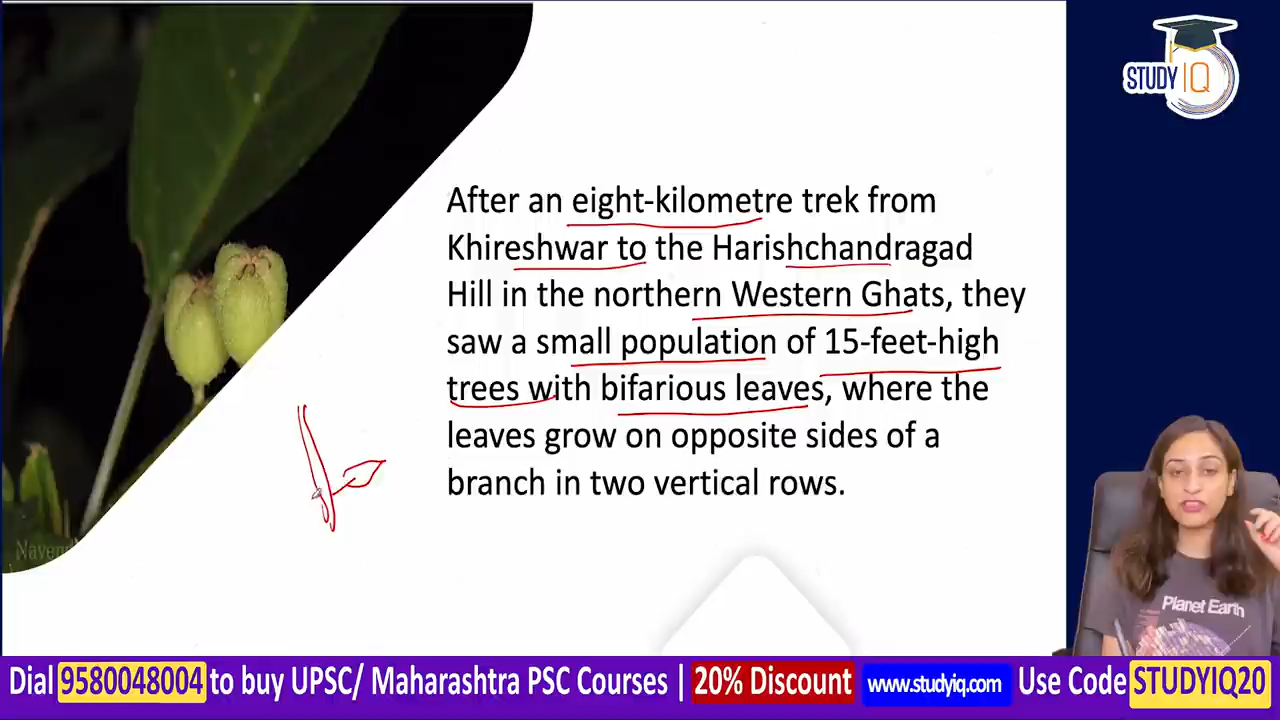 STUDY IQ
After an eight-kilometre trek from
Khireshwar to the Harishchandragad
Hill in the northern Western Ghats, they
saw a small population of 15-feet-high
trees with bifarious leaves, where the
leaves grow on opposite sides of a
branch in two vertical rows.
Planet Earth
Dial 9580048004 to buy UPSC/ Maharashtra PSC Courses | 20% Discount www.studyiq.com Use Code STUDYIQ20